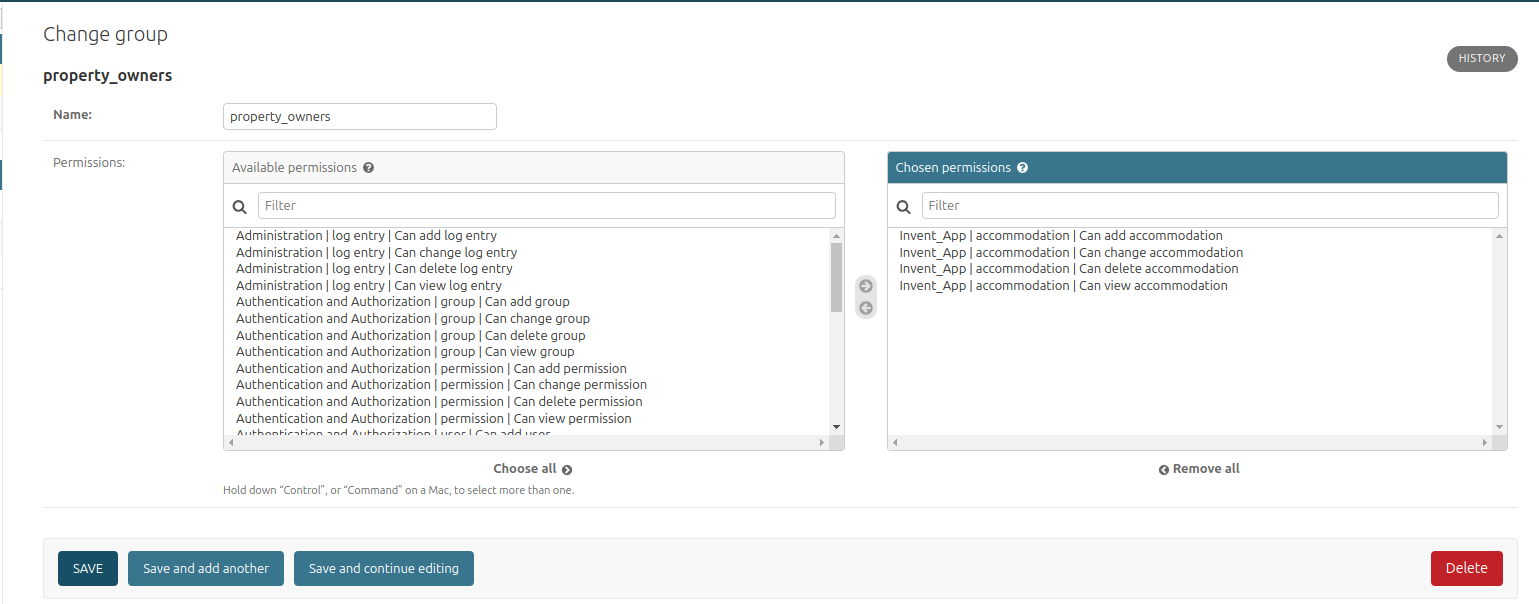 Change group
HISTORY
property_owners
Name:
property_owners
Permissions:
Available permissions
Filter
Administration | log entry | Can add log entry
Administration | log entry | Can change log entry
Administration | log entry | Can delete log entry
Administration | log entry | Can view log entry
Authentication and Authorization | group | Can add group
Authentication and Authorization | group | Can change group
Authentication and Authorization | group | Can delete group
Authentication and Authorization | group | Can view group
Authentication and Authorization | permission | Can add permission
Authentication and Authorization | permission | Can change permission
Authentication and Authorization | permission | Can delete permission
Authentication and Authorization | permission | Can view permission
Authentication and Authorization | user | Can add user
Choose all
Hold down “Control”, or “Command” on a Mac, to select more than one.
Chosen permissions
Filter
Invent_App | accommodation | Can add accommodation
Invent_App | accommodation | Can change accommodation
Invent_App | accommodation | Can delete accommodation
Invent_App | accommodation | Can view accommodation
Remove all
SAVE
Save and add another
Save and continue editing
Delete